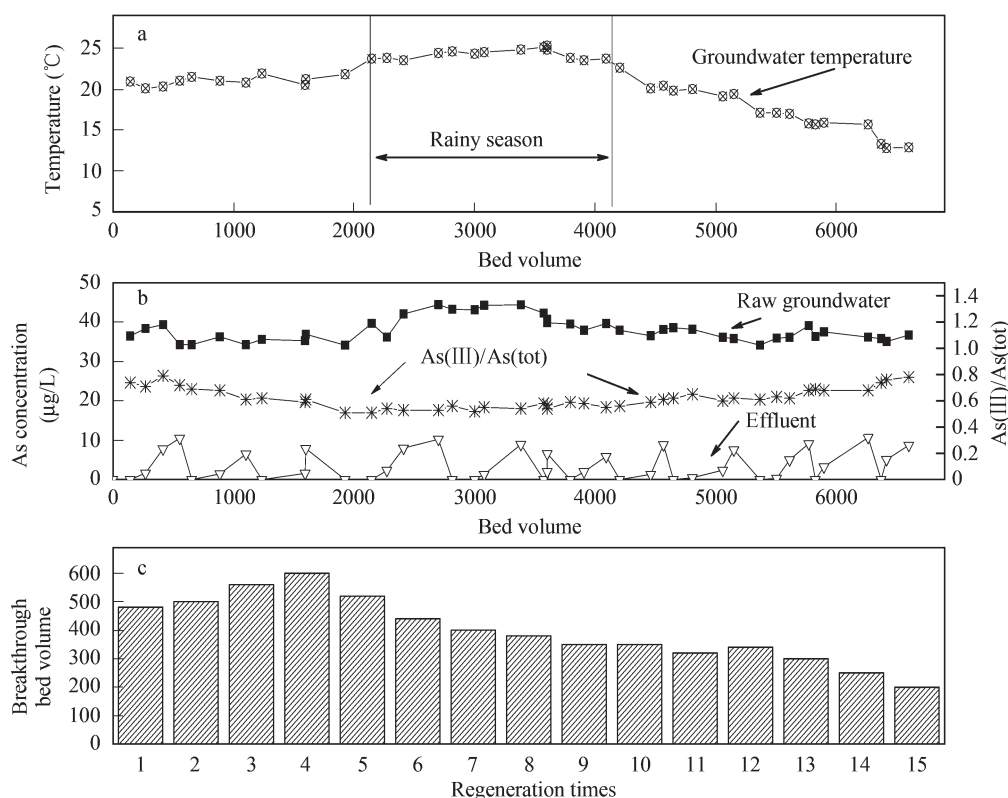 a
Temperature (℃)
25
20
15
10
5
Groundwater temperature
Rainy season
0 1000 2000 3000 4000 5000 6000
Bed volume
b
As concentration
(μg/L)
50
40
30
20
10
0
Raw groundwater
As(Ⅲ)/As(tot)
Effluent
1.4
1.2
1.0
0.8
0.6
0.4
0.2
0
As(Ⅲ)/As(tot)
0 1000 2000 3000 4000 5000 6000
Bed volume
c
Breakthrough
bed volume
600
500
400
300
200
100
0
1 2 3 4 5 6 7 8 9 10 11 12 13 14 15
Regeneration times